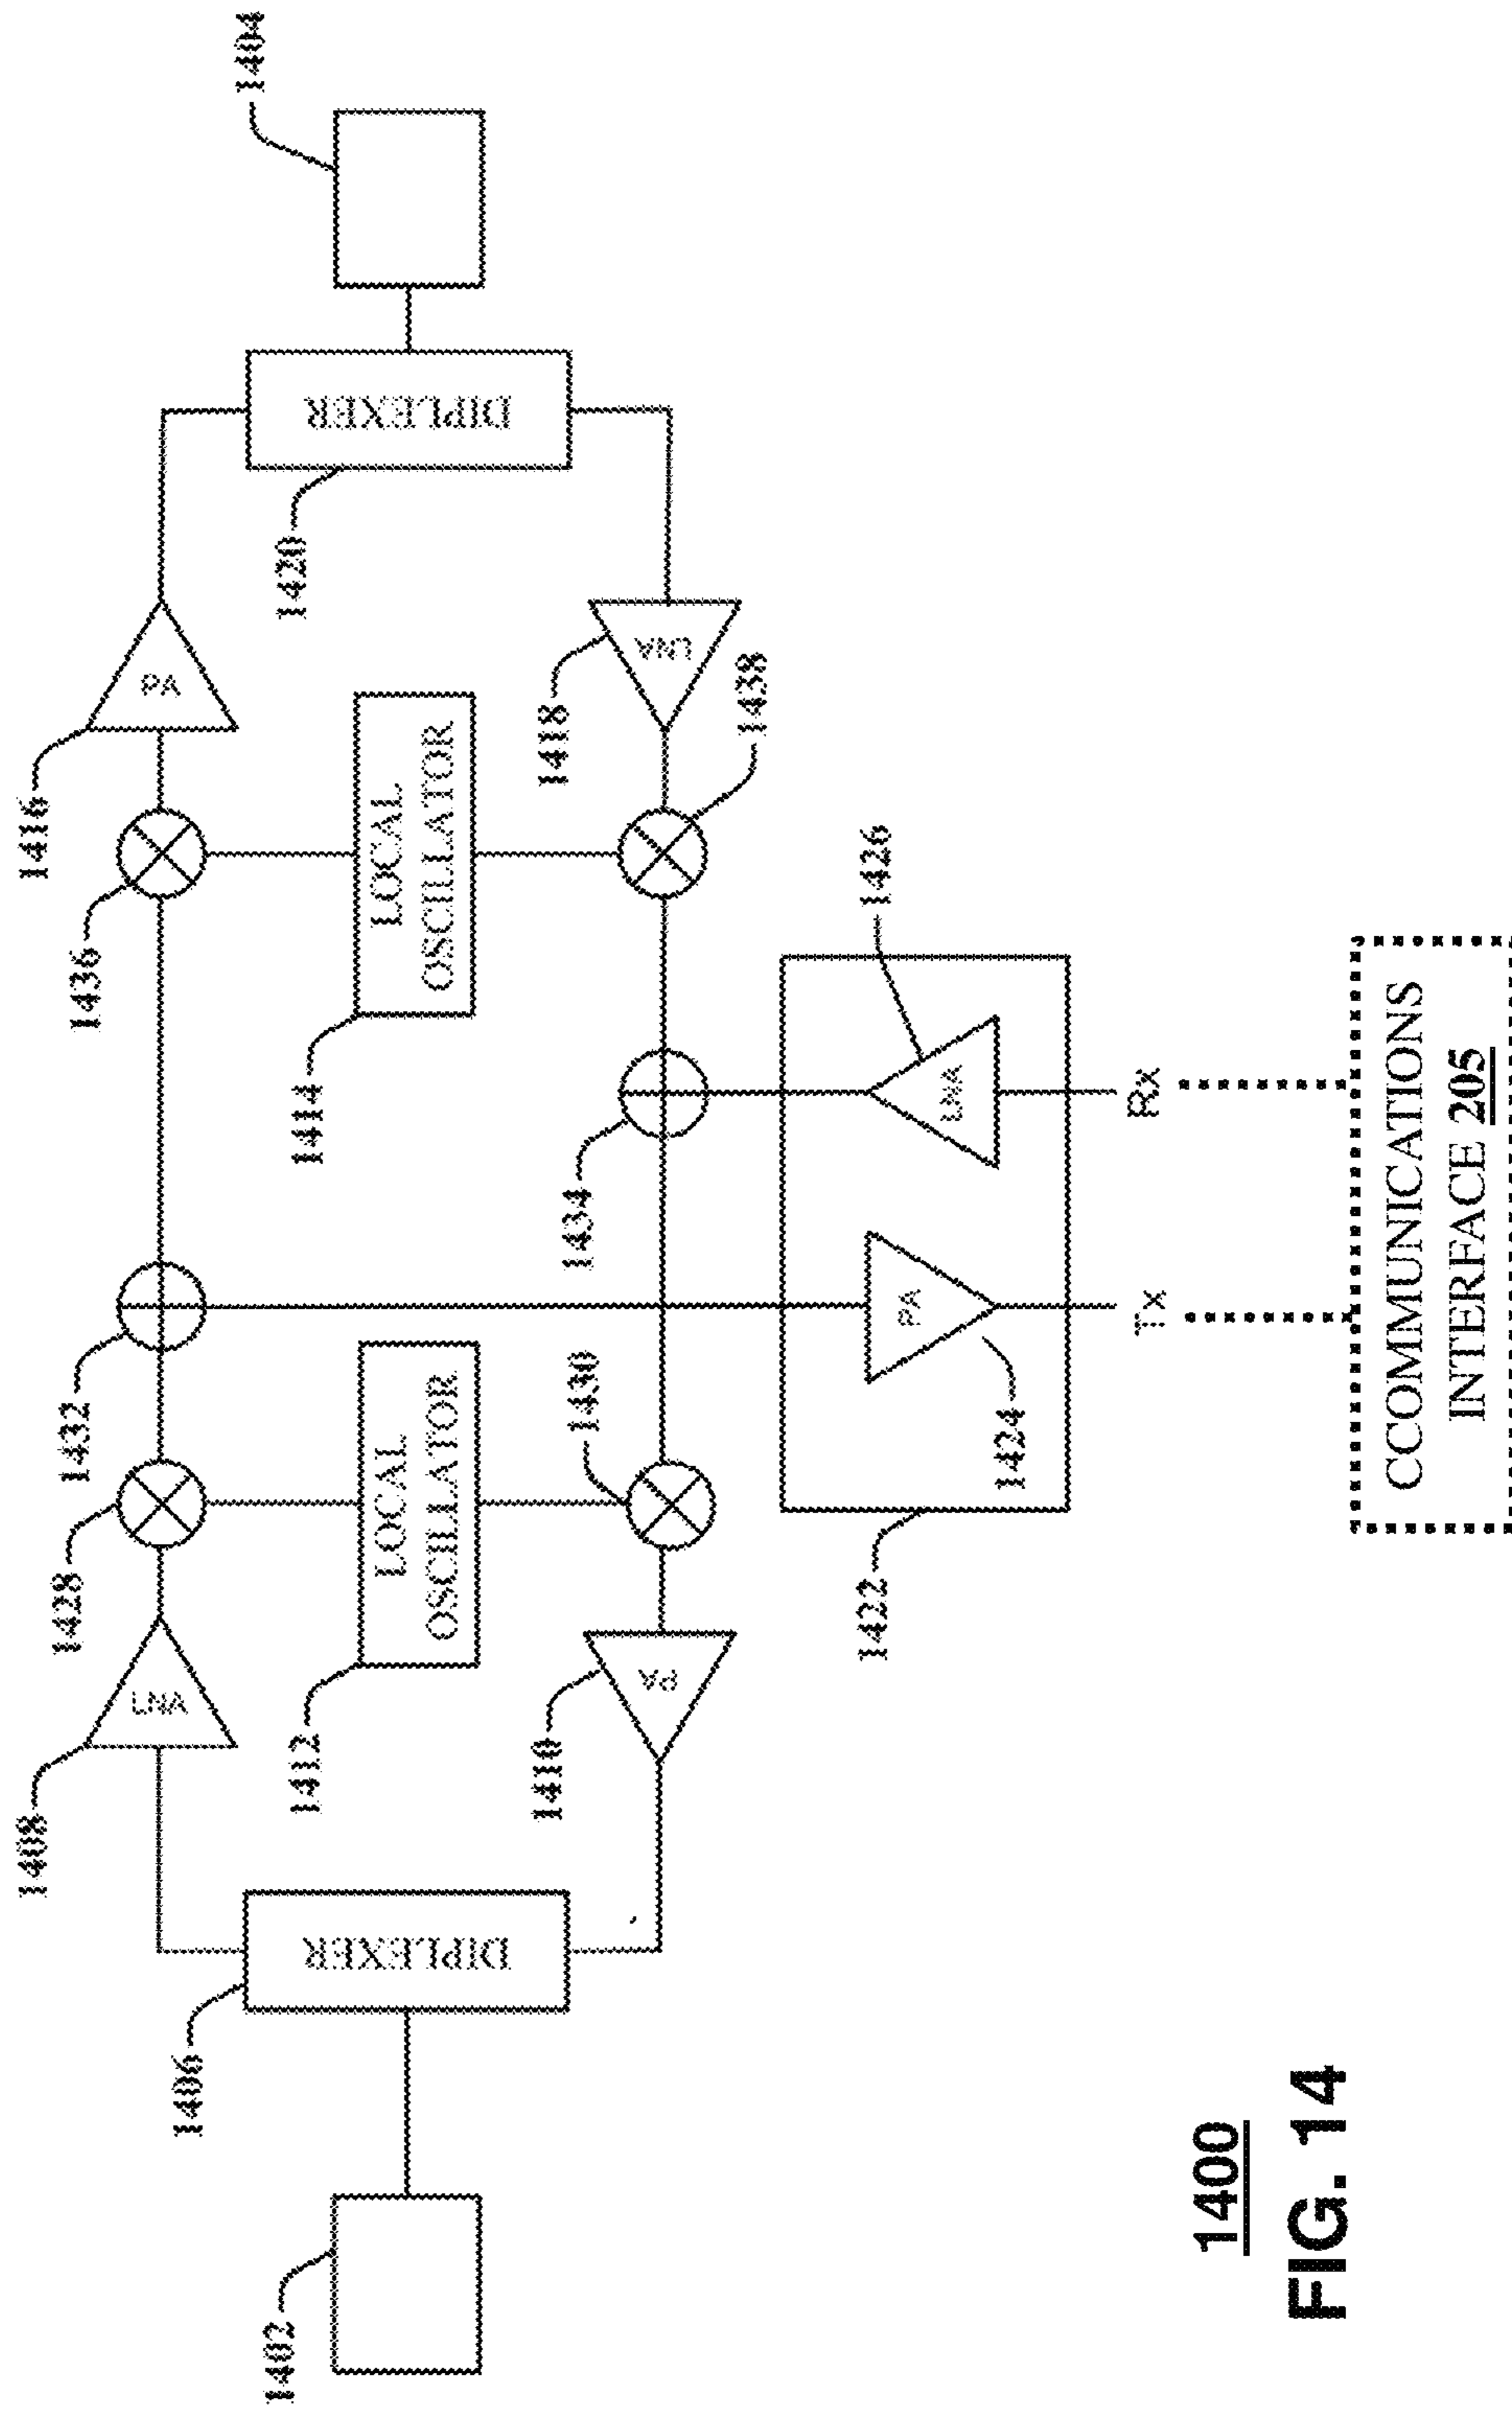 1404
1416
PA
1436
DIPLEXER
1420
LOCAL
OSCILLATOR
1414
LNA
1418
1438
1432
1434
1426
LNA
Rx
1428
LOCAL
OSCILLATOR
1412
1430
PA
1424
Tx
1422
CCOMMUNICATIONS
INTERFACE 205
1408
LNA
PA
1410
DIPLEXER
1406
1402
1400
FIG. 14